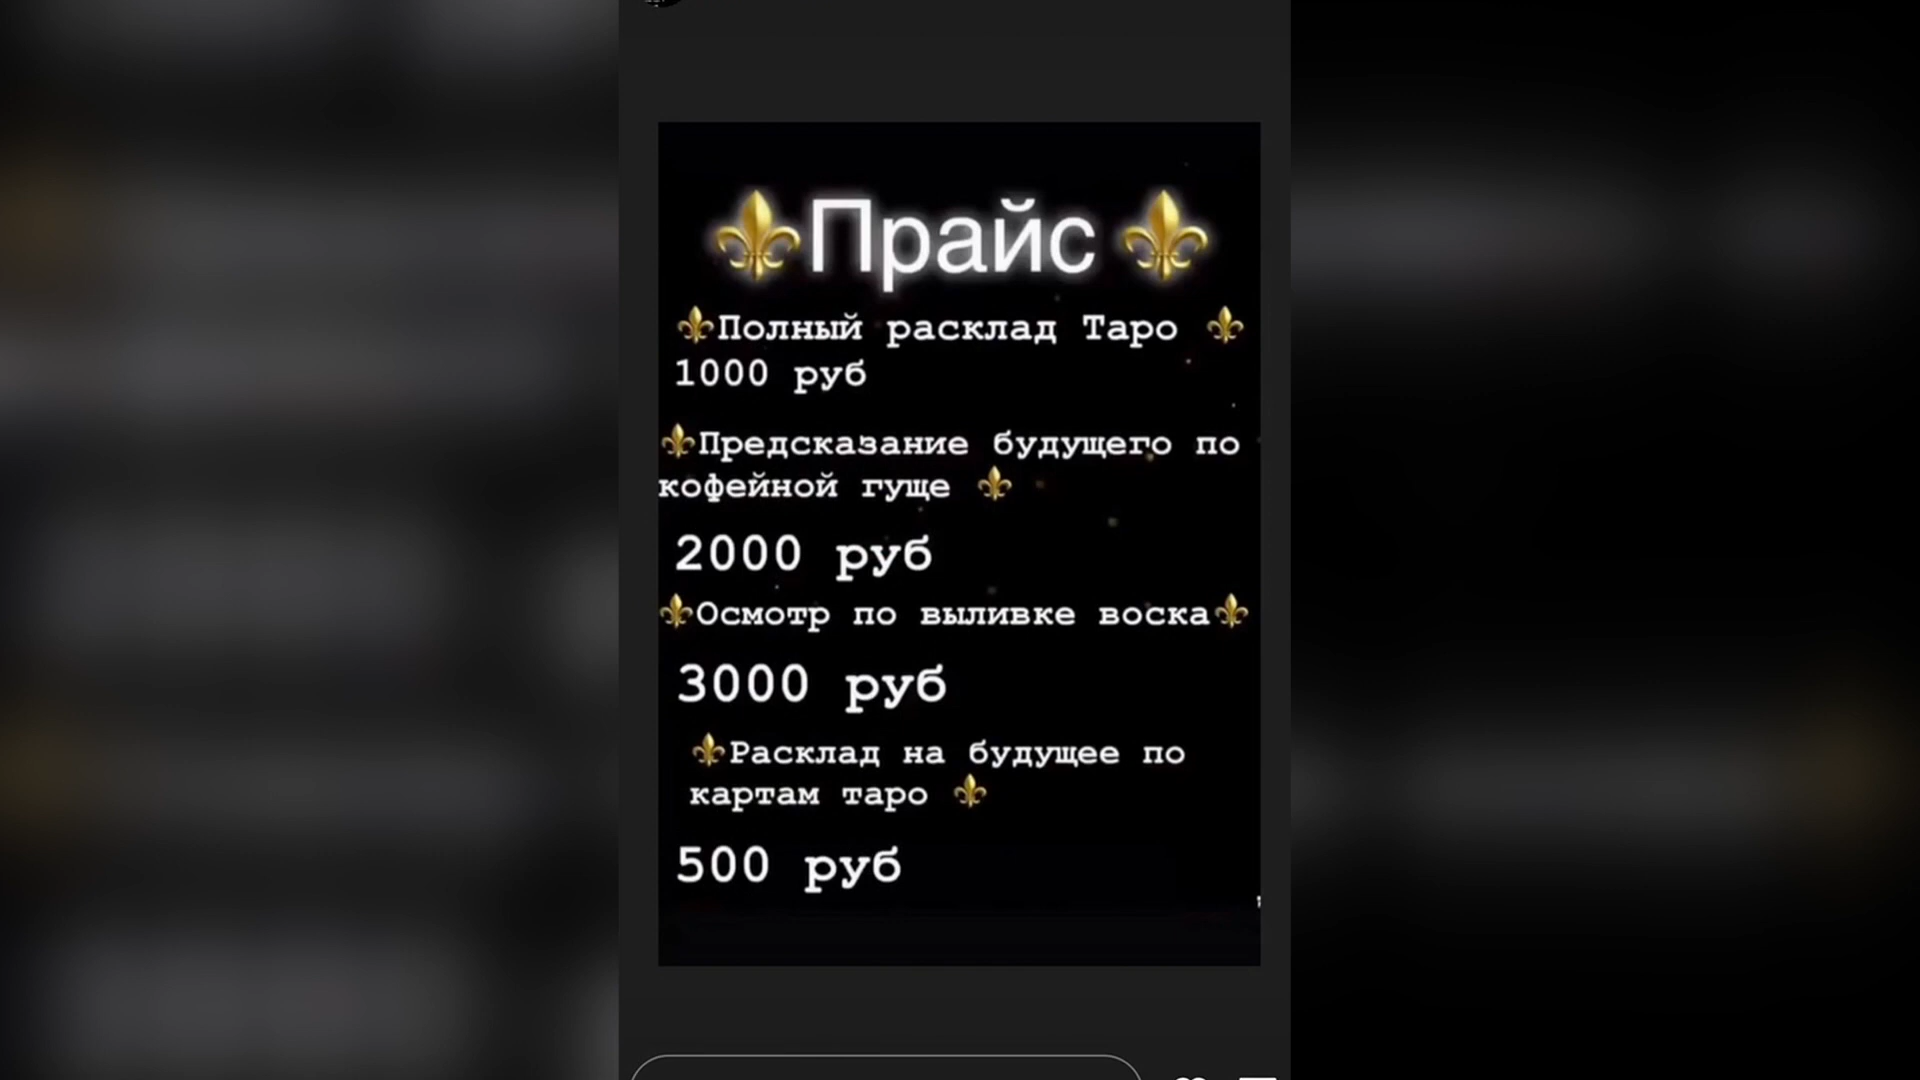 Прайс
Полный расклад Таро
1000 руб
Предсказание будущего по
кофейной гуще
2000 руб
Осмотр по выливке воска
3000 руб
Расклад на будущее по
картам таро
500 руб